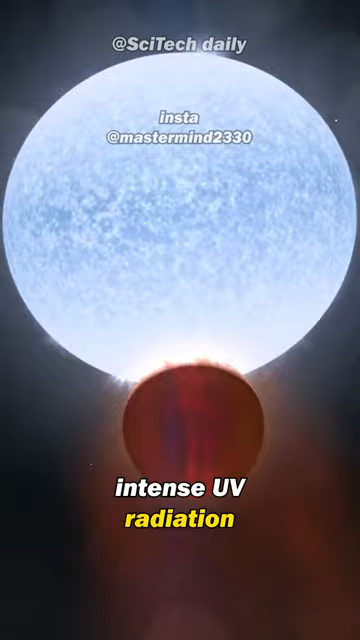 @SciTech daily
insta
@mastermind2330
intense UV
radiation